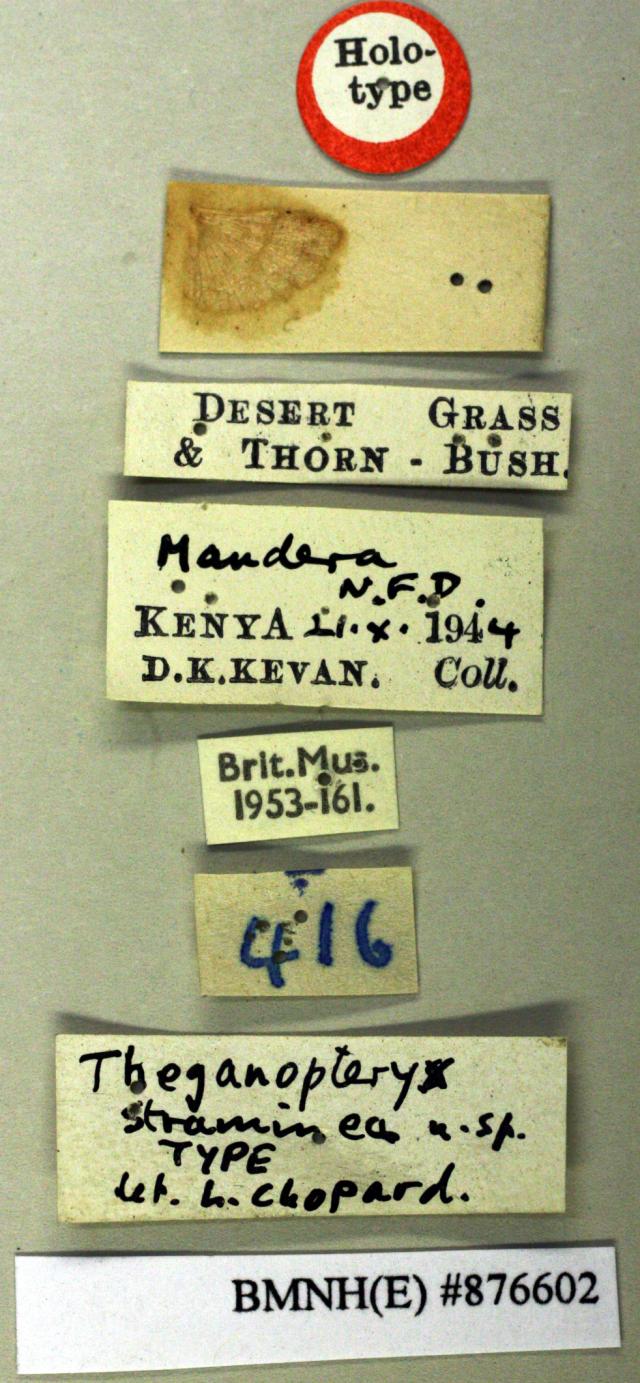 Holo-
type
DESERT GRASS
& THORN - BUSH.
Mandera
N.F.D.
KENYA 21.x.1944
D.K.KEVAN. Coll.
Brit.Mus.
1953-161.
416
Theganopteryx
straminea n.sp.
TYPE
det. L. Chopard.
BMNH(E) #876602